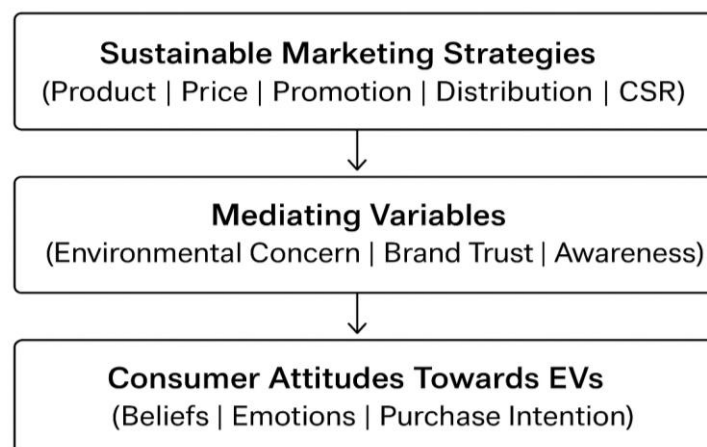 Sustainable Marketing Strategies
(Product | Price | Promotion | Distribution | CSR)
Mediating Variables
(Environmental Concern | Brand Trust | Awareness)
Consumer Attitudes Towards EVs
(Beliefs | Emotions | Purchase Intention)